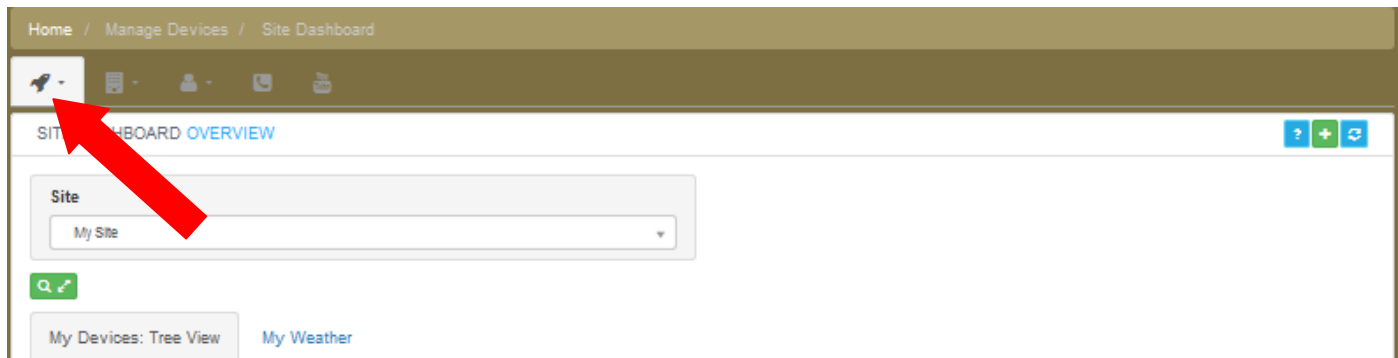 Home / Manage Devices / Site Dashboard
SIT HBOARD OVERVIEW
?
Site
My Site
My Devices: Tree View My Weather